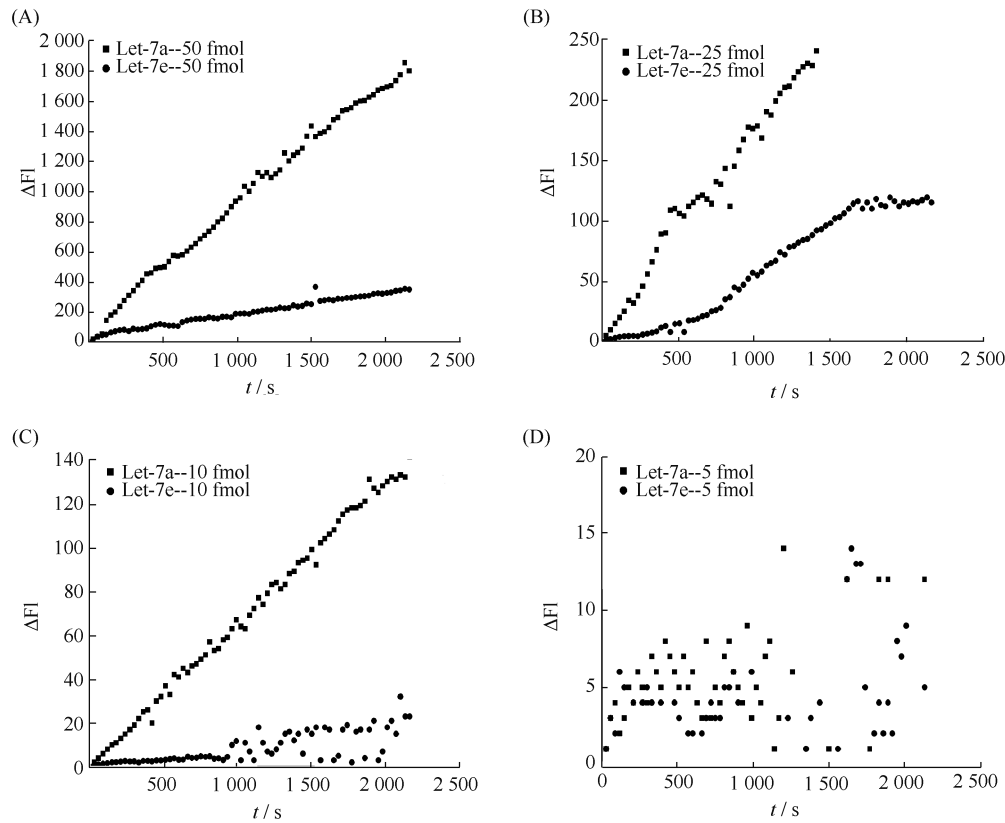 (A)
2 000
1 800
1 600
1 400
1 200
1 000
800
600
400
200
0
ΔFl
Let-7a--50 fmol
Let-7e--50 fmol
500
1 000
1 500
2 000
2 500
t / s
(B)
250
200
150
100
50
0
ΔFl
Let-7a--25 fmol
Let-7e--25 fmol
0
500
1 000
1 500
2 000
2 500
t / s
(C)
140
120
100
80
60
40
20
0
ΔFl
Let-7a--10 fmol
Let-7e--10 fmol
500
1 000
1 500
2 000
2 500
t / s
(D)
20
15
10
5
0
ΔFl
Let-7a--5 fmol
Let-7e--5 fmol
0
500
1 000
1 500
2 000
2 500
t / s